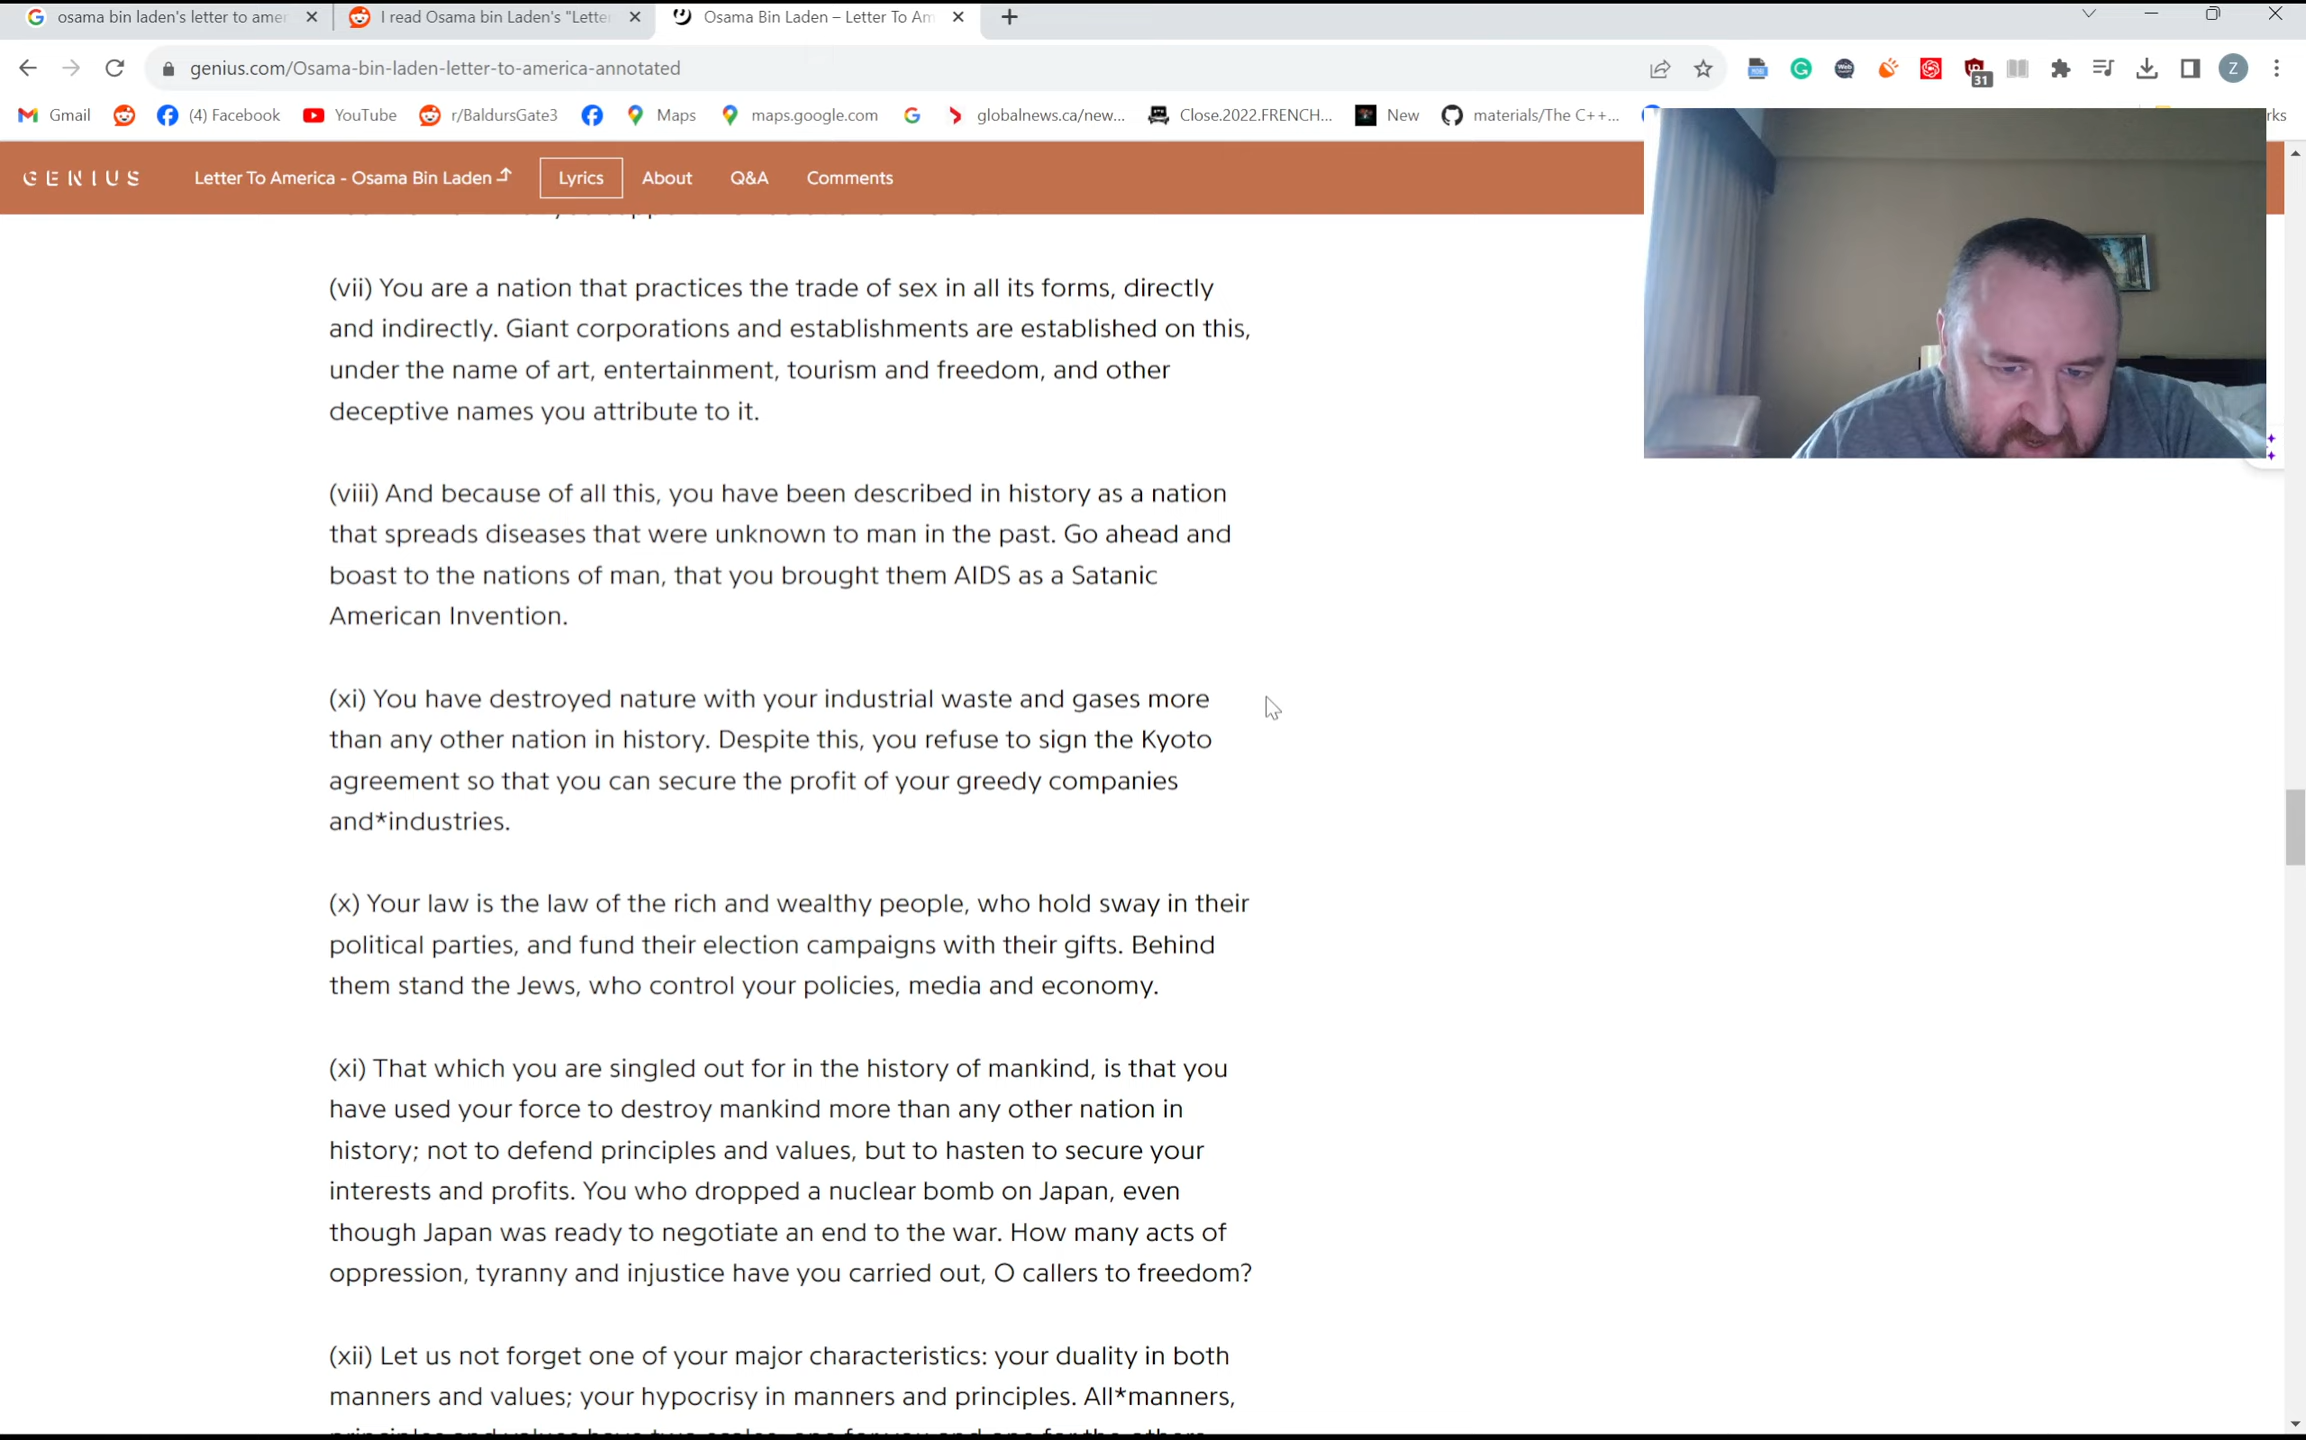 osama bin laden's letter to amer
I read Osama bin Laden's "Letter
Osama Bin Laden – Letter To Am
genius.com/Osama-bin-laden-letter-to-america-annotated
31
Z
Gmail
(4) Facebook
YouTube
r/BaldursGate3
Maps
maps.google.com
globalnews.ca/new...
Close.2022.FRENCH...
New
materials/The C++...
rks
GENIUS
Letter To America - Osama Bin Laden
Lyrics
About
Q&A
Comments
(vii) You are a nation that practices the trade of sex in all its forms, directly
and indirectly. Giant corporations and establishments are established on this,
under the name of art, entertainment, tourism and freedom, and other
deceptive names you attribute to it.
(viii) And because of all this, you have been described in history as a nation
that spreads diseases that were unknown to man in the past. Go ahead and
boast to the nations of man, that you brought them AIDS as a Satanic
American Invention.
(xi) You have destroyed nature with your industrial waste and gases more
than any other nation in history. Despite this, you refuse to sign the Kyoto
agreement so that you can secure the profit of your greedy companies
and*industries.
(x) Your law is the law of the rich and wealthy people, who hold sway in their
political parties, and fund their election campaigns with their gifts. Behind
them stand the Jews, who control your policies, media and economy.
(xi) That which you are singled out for in the history of mankind, is that you
have used your force to destroy mankind more than any other nation in
history; not to defend principles and values, but to hasten to secure your
interests and profits. You who dropped a nuclear bomb on Japan, even
though Japan was ready to negotiate an end to the war. How many acts of
oppression, tyranny and injustice have you carried out, O callers to freedom?
(xii) Let us not forget one of your major characteristics: your duality in both
manners and values; your hypocrisy in manners and principles. All*manners,